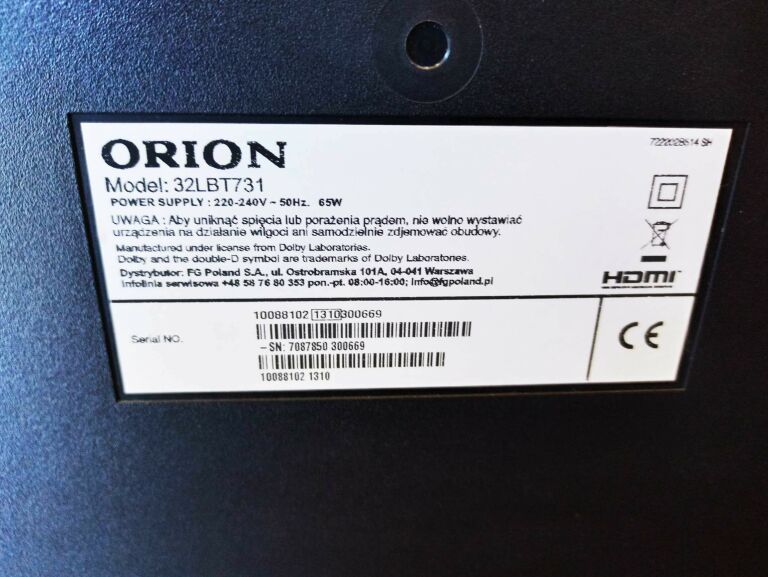 ORION
Model: 32LBT731
POWER SUPPLY : 220-240V ~ 50Hz. 65W
UWAGA : Aby uniknąć spięcia lub porażenia prądem, nie wolno wystawiać
urządzenia na działanie wilgoci ani samodzielnie zdjemować obudowy.
Manufactured under license from Dolby Laboratories.
Dolby and the double-D symbol are trademarks of Dolby Laboratories.
Dystrybutor: FG Poland S.A., ul. Ostrobramska 101A, 04-041 Warszawa
Infolinia serwisowa +48 58 76 80 353 pon.-pt. 08:00-16:00; info@fgpoland.pl
HDMI
Serial NO.
10088102 1310 300669
-SN: 7087850 300669
10088102 1310
CE